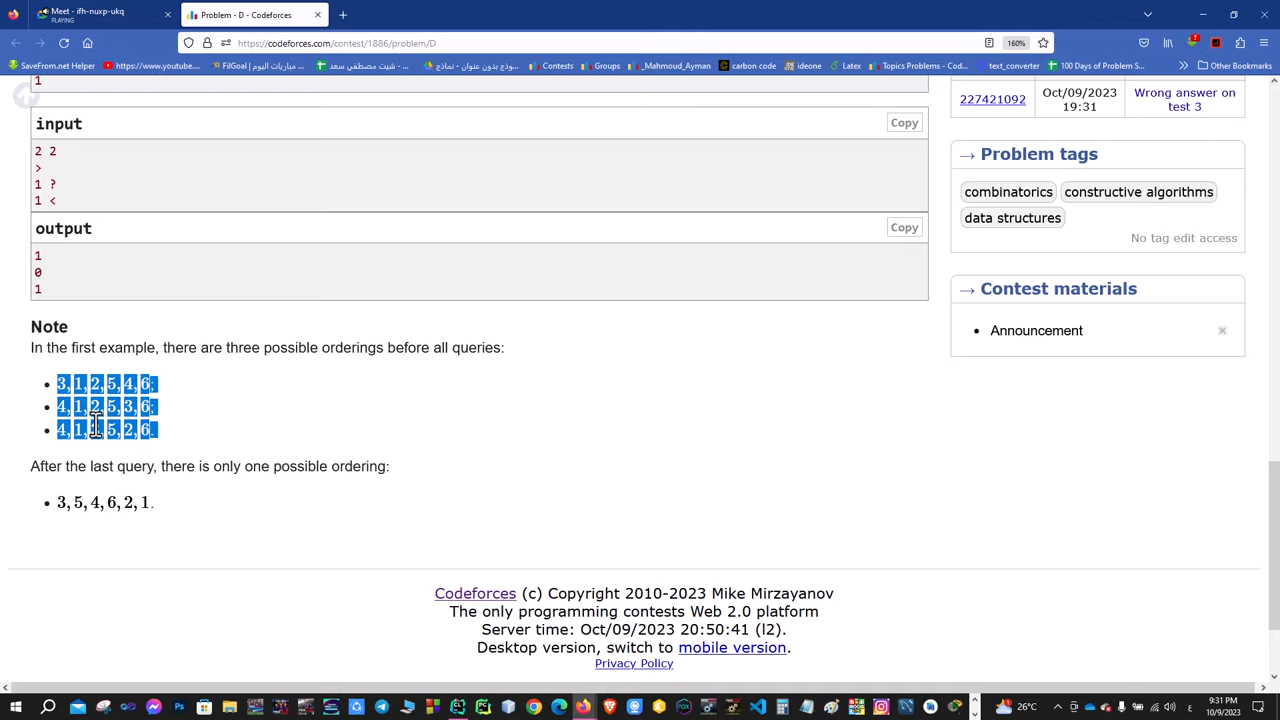 Meet - ifh-nuxp-ukq
PLAYING
Problem - D - Codeforces
https://codeforces.com/contest/1886/problem/D
160%
SaveFrom.net Helper
https://www.youtube....
FilGoal | مباريات اليوم | ...
شيت مصطفي سعد - ...
نموذج بدون عنوان - نماذج
Contests
Groups
_Mahmoud_Ayman
carbon code
ideone
Latex
Topics Problems - Cod...
text_converter
100 Days of Problem S...
Other Bookmarks
1
227421092
Oct/09/2023
19:31
Wrong answer on
test 3
input
Copy
2 2
>
1 ?
1 <
output
Copy
1
0
1
→ Problem tags
combinatorics
constructive algorithms
data structures
No tag edit access
→ Contest materials
Announcement
Note
In the first example, there are three possible orderings before all queries:
3, 1, 2, 5, 4, 6;
4, 1, 2, 5, 3, 6;
4, 1, 5, 2, 6.
After the last query, there is only one possible ordering:
3, 5, 4, 6, 2, 1.
Codeforces (c) Copyright 2010-2023 Mike Mirzayanov
The only programming contests Web 2.0 platform
Server time: Oct/09/2023 20:50:41 (l2).
Desktop version, switch to mobile version.
Privacy Policy
26°C
9:31 PM
10/9/2023